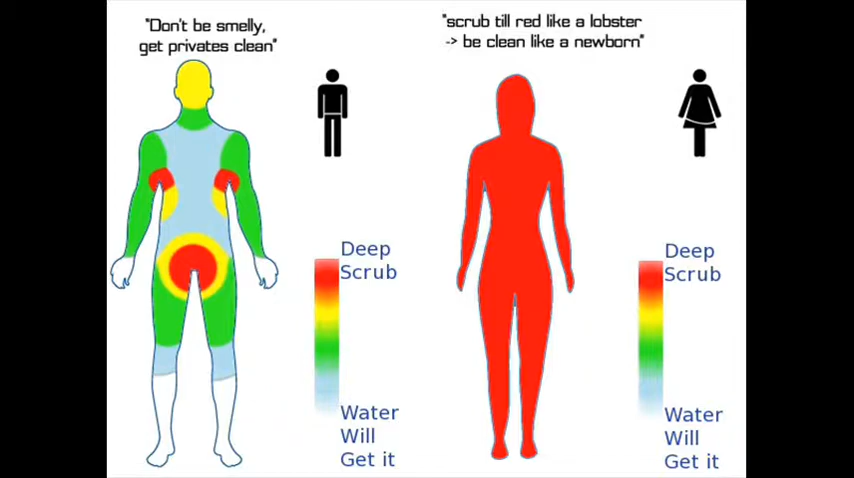 "Don't be smelly,
get privates clean"
Deep
Scrub
Water
Will
Get it
"scrub till red like a lobster
-> be clean like a newborn"
Deep
Scrub
Water
Will
Get it